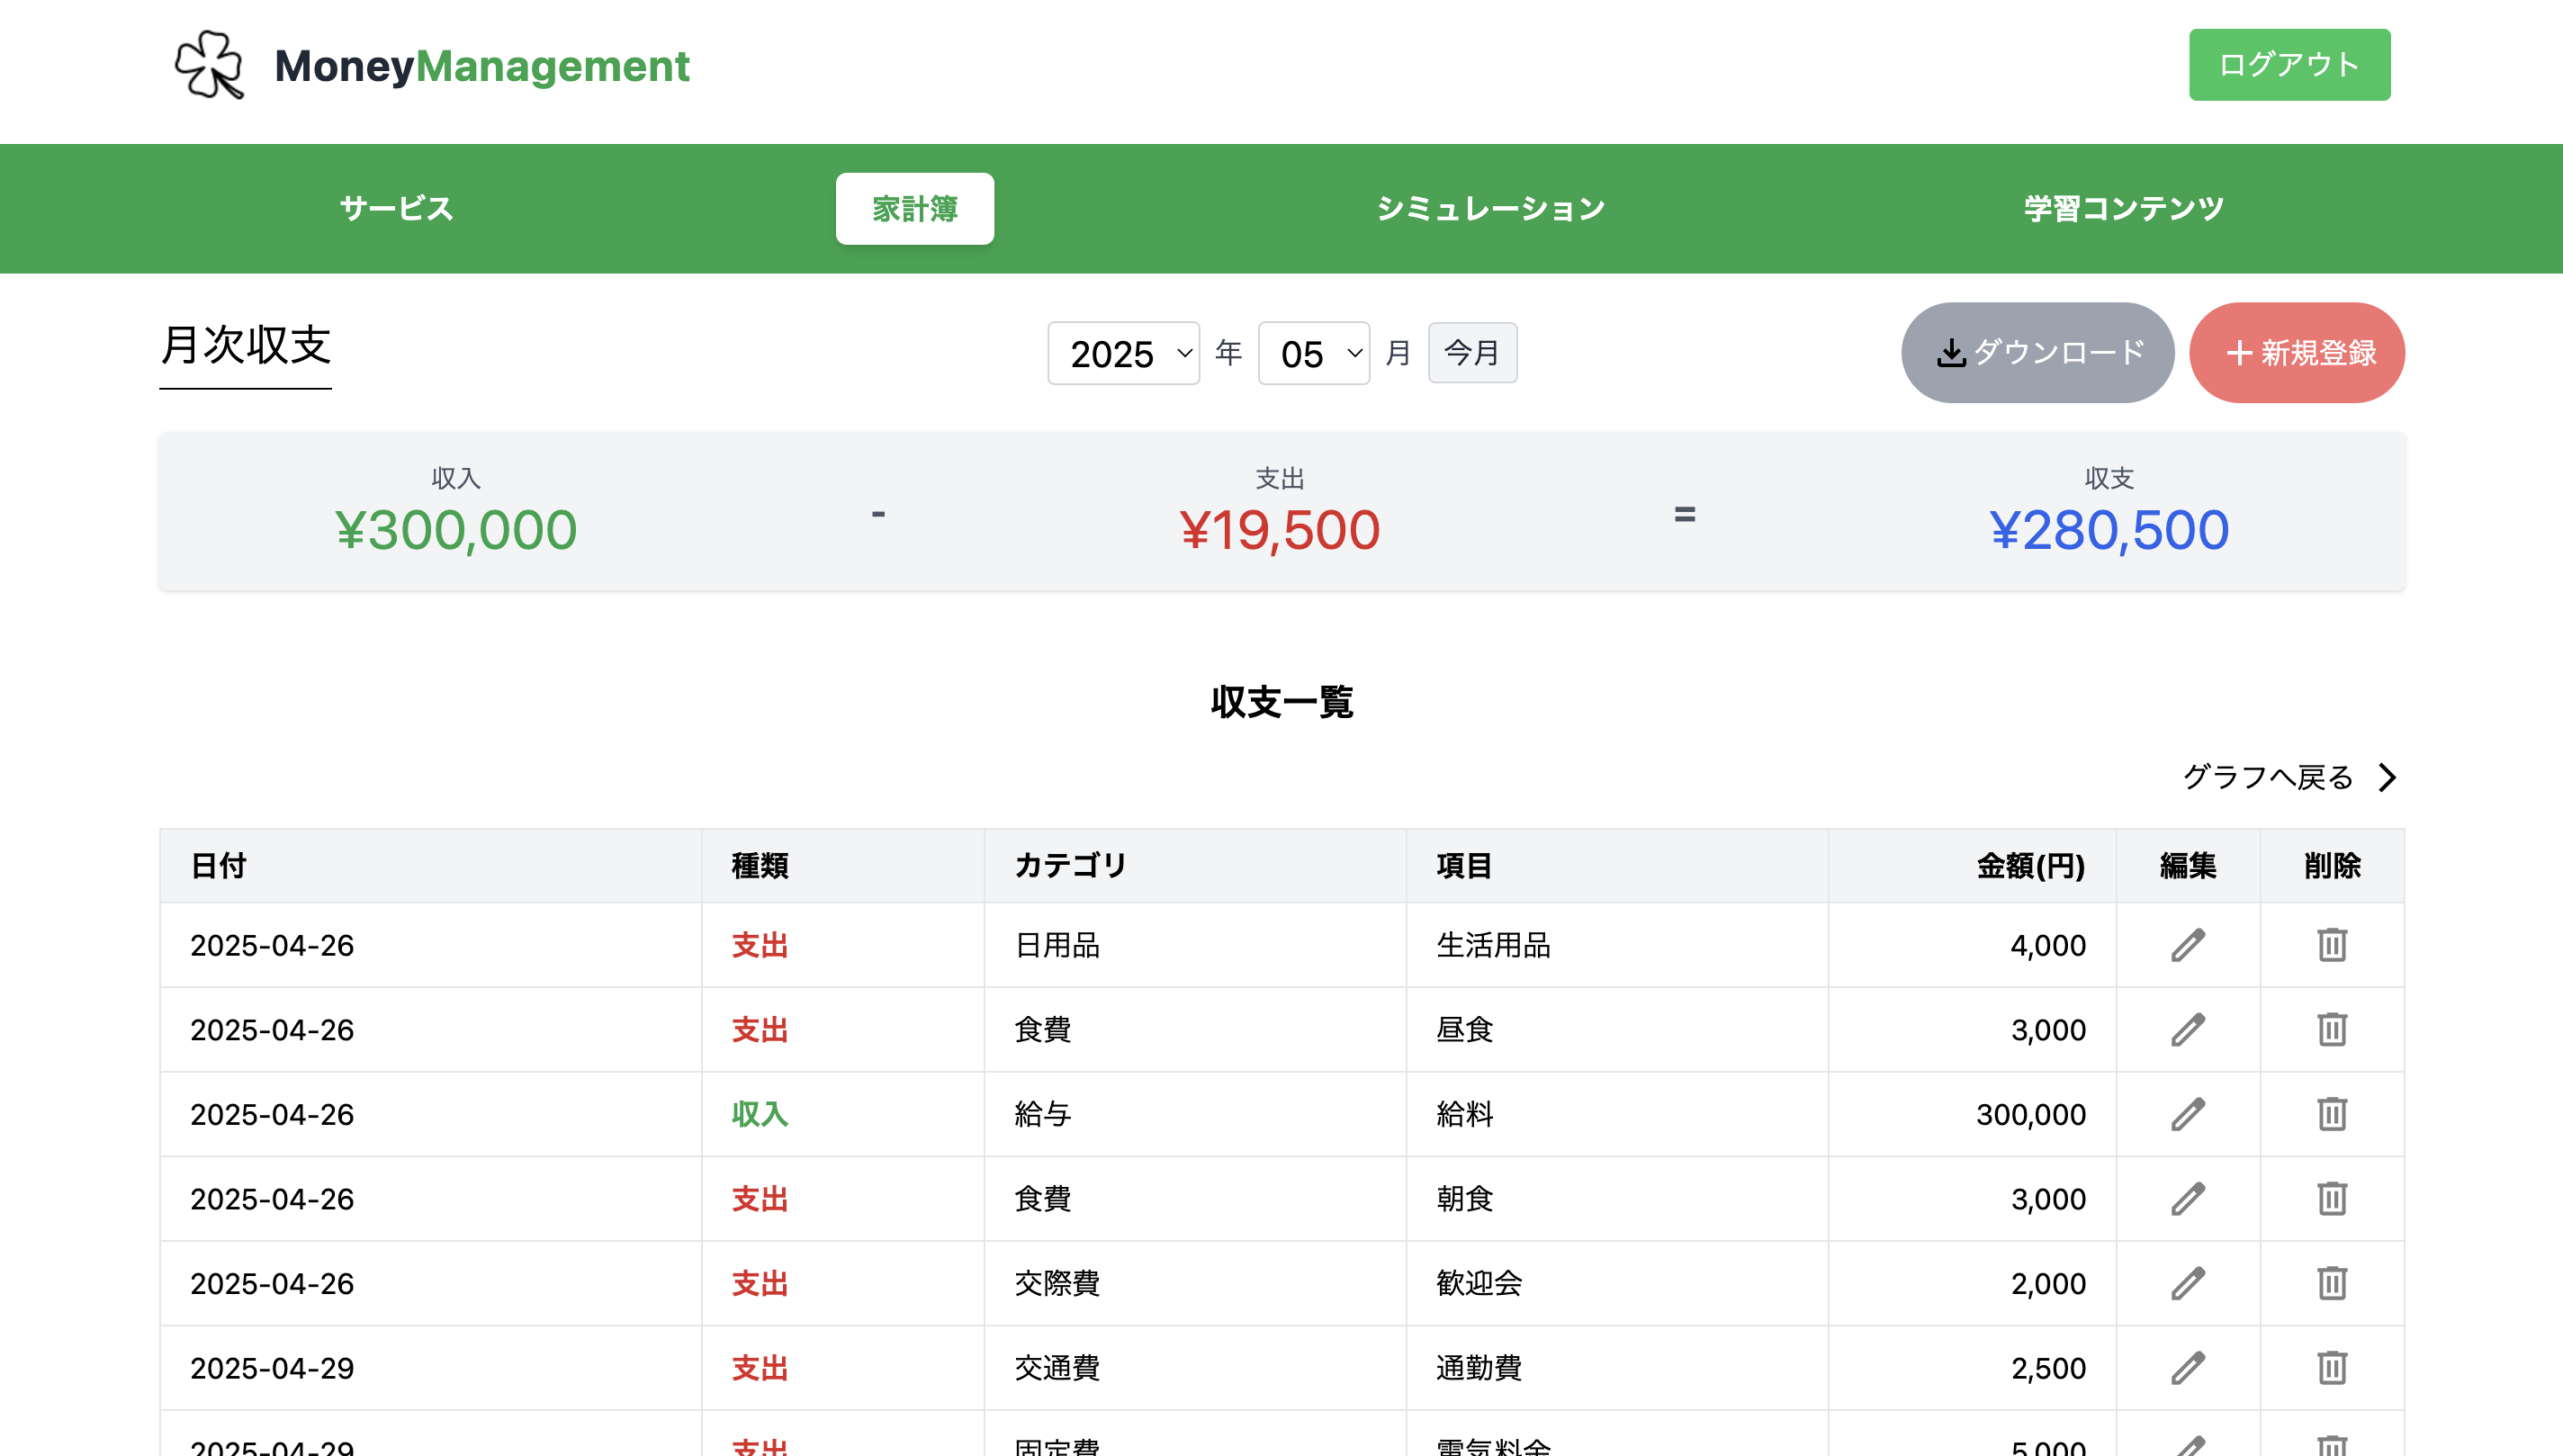 MoneyManagement
ログアウト
サービス 家計簿 シミュレーション 学習コンテンツ
月次収支 2025 年 05 月 今月 ダウンロード 新規登録
収入 支出 収支
¥300,000 - ¥19,500 = ¥280,500
収支一覧
グラフへ戻る
日付 種類 カテゴリ 項目 金額(円) 編集 削除
2025-04-26 支出 日用品 生活用品 4,000
2025-04-26 支出 食費 昼食 3,000
2025-04-26 収入 給与 給料 300,000
2025-04-26 支出 食費 朝食 3,000
2025-04-26 支出 交際費 歓迎会 2,000
2025-04-29 支出 交通費 通勤費 2,500
2025-04-29 支出 固定費 電気料金 5,000